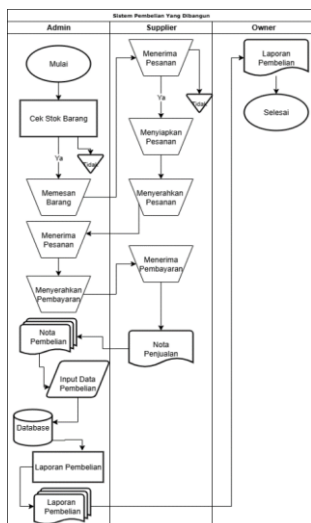 Sistem Pembelian Yang Dibangun
Admin
Supplier
Owner
Mulai
Cek Stok Barang
Ya
Tidak
Memesan
Barang
Menerima
Pesanan
Ya
Tidak
Menyiapkan
Pesanan
Menyerahkan
Pesanan
Menerima
Pesanan
Menyerahkan
Pembayaran
Menerima
Pembayaran
Nota
Penjualan
Nota
Pembelian
Input Data
Pembelian
Database
Laporan Pembelian
Laporan
Pembelian
Laporan
Pembelian
Selesai